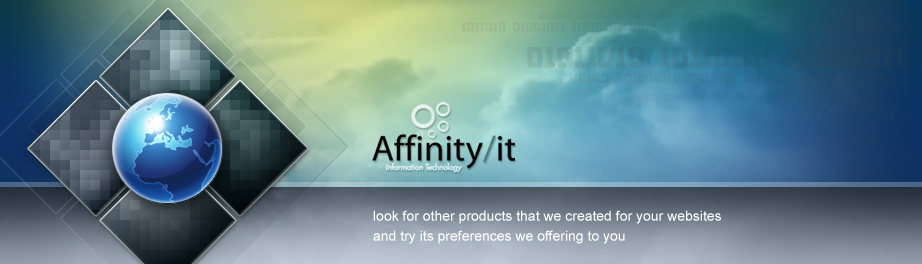 Affinity/it
Information Technology
look for other products that we created for your websites
and try its preferences we offering to you